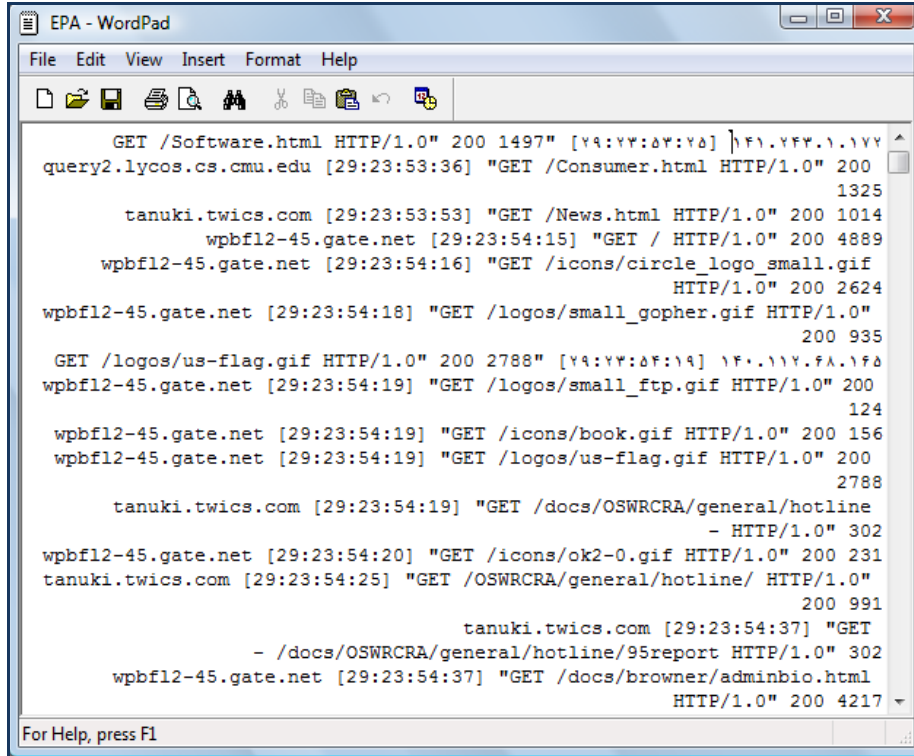 EPA - WordPad
File Edit View Insert Format Help
GET /Software.html HTTP/1.0" 200 1497" [۲۹:۲۳:۵۳:۲۵] ۱۴۱.۲۴۳.۱.۱۷۲
query2.lycos.cs.cmu.edu [29:23:53:36] "GET /Consumer.html HTTP/1.0" 200
1325
tanuki.twics.com [29:23:53:53] "GET /News.html HTTP/1.0" 200 1014
wpbfl2-45.gate.net [29:23:54:15] "GET / HTTP/1.0" 200 4889
wpbfl2-45.gate.net [29:23:54:16] "GET /icons/circle_logo_small.gif
HTTP/1.0" 200 2624
wpbfl2-45.gate.net [29:23:54:18] "GET /logos/small_gopher.gif HTTP/1.0"
200 935
GET /logos/us-flag.gif HTTP/1.0" 200 2788" [۲۹:۲۳:۵۴:۱۹] ۱۴۰.۱۱۲.۶۸.۱۶۵
wpbfl2-45.gate.net [29:23:54:19] "GET /logos/small_ftp.gif HTTP/1.0" 200
124
wpbfl2-45.gate.net [29:23:54:19] "GET /icons/book.gif HTTP/1.0" 200 156
wpbfl2-45.gate.net [29:23:54:19] "GET /logos/us-flag.gif HTTP/1.0" 200
2788
tanuki.twics.com [29:23:54:19] "GET /docs/OSWRCRA/general/hotline
- HTTP/1.0" 302
wpbfl2-45.gate.net [29:23:54:20] "GET /icons/ok2-0.gif HTTP/1.0" 200 231
tanuki.twics.com [29:23:54:25] "GET /OSWRCRA/general/hotline/ HTTP/1.0"
200 991
tanuki.twics.com [29:23:54:37] "GET
- /docs/OSWRCRA/general/hotline/95report HTTP/1.0" 302
wpbfl2-45.gate.net [29:23:54:37] "GET /docs/browner/adminbio.html
HTTP/1.0" 200 4217
For Help, press F1